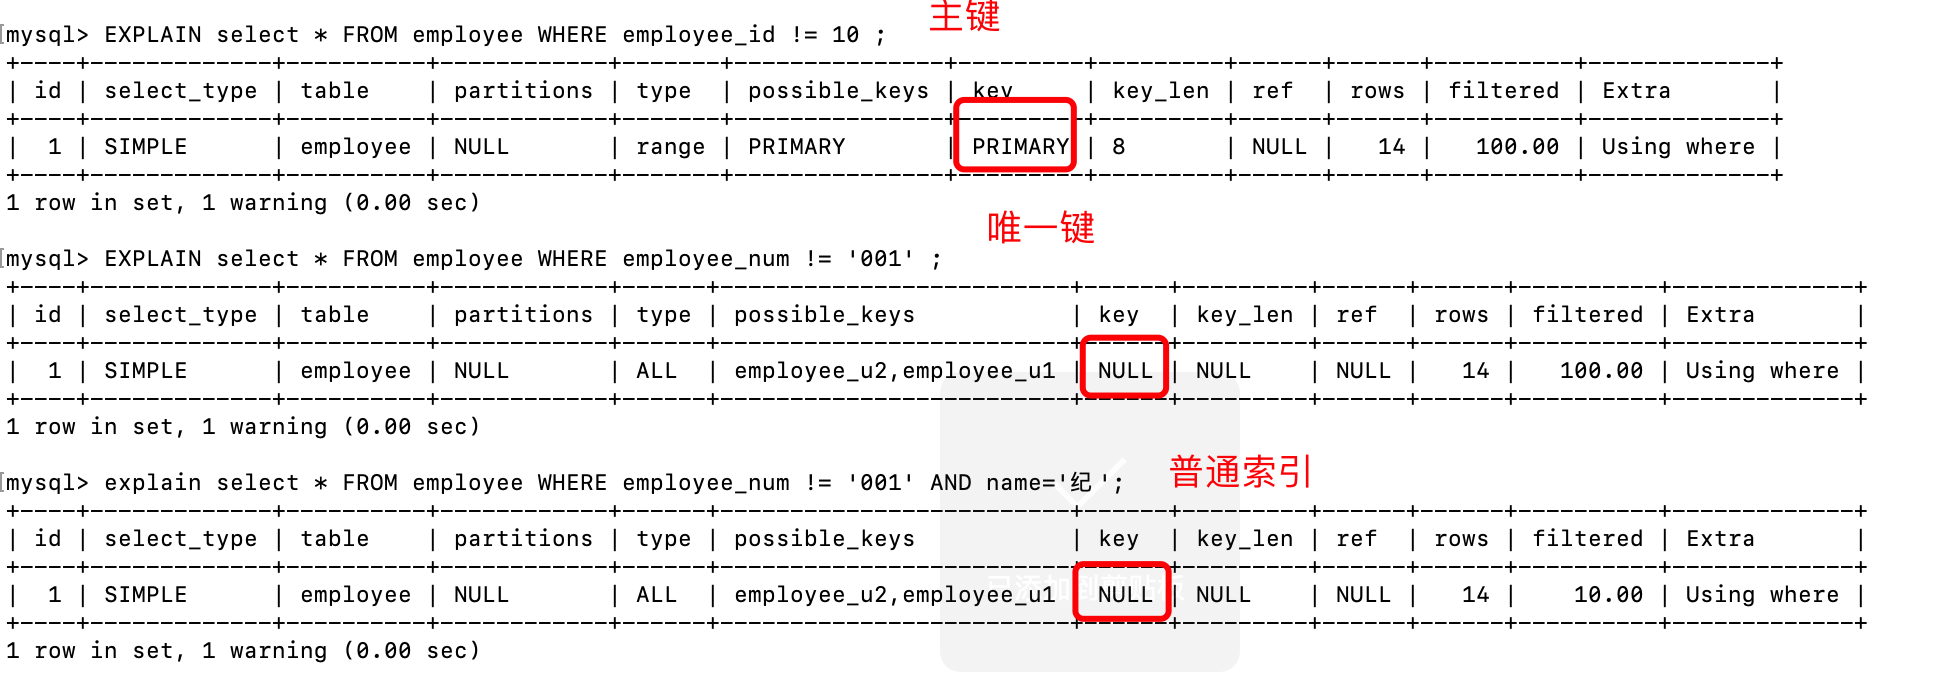 主键
[mysql> EXPLAIN select * FROM employee WHERE employee_id != 10 ;
+----+-------------+----------+------------+-------+---------------+---------+---------+------+------+----------+-------------+
| id | select_type | table    | partitions | type  | possible_keys | key     | key_len | ref  | rows | filtered | Extra       |
+----+-------------+----------+------------+-------+---------------+---------+---------+------+------+----------+-------------+
|  1 | SIMPLE      | employee | NULL       | range | PRIMARY       | PRIMARY | 8       | NULL |   14 |   100.00 | Using where |
+----+-------------+----------+------------+-------+---------------+---------+---------+------+------+----------+-------------+
1 row in set, 1 warning (0.00 sec)
唯一键
[mysql> EXPLAIN select * FROM employee WHERE employee_num != '001' ;
+----+-------------+----------+------------+------+-------------------------+------+---------+------+------+----------+-------------+
| id | select_type | table    | partitions | type | possible_keys           | key  | key_len | ref  | rows | filtered | Extra       |
+----+-------------+----------+------------+------+-------------------------+------+---------+------+------+----------+-------------+
|  1 | SIMPLE      | employee | NULL       | ALL  | employee_u2,employee_u1 | NULL | NULL    | NULL |   14 |   100.00 | Using where |
+----+-------------+----------+------------+------+-------------------------+------+---------+------+------+----------+-------------+
1 row in set, 1 warning (0.00 sec)
普通索引
[mysql> explain select * FROM employee WHERE employee_num != '001' AND name='纪 ';
+----+-------------+----------+------------+------+-------------------------+------+---------+------+------+----------+-------------+
| id | select_type | table    | partitions | type | possible_keys           | key  | key_len | ref  | rows | filtered | Extra       |
+----+-------------+----------+------------+------+-------------------------+------+---------+------+------+----------+-------------+
|  1 | SIMPLE      | employee | NULL       | ALL  | employee_u2,employee_u1 | NULL | NULL    | NULL |   14 |    10.00 | Using where |
+----+-------------+----------+------------+------+-------------------------+------+---------+------+------+----------+-------------+
1 row in set, 1 warning (0.00 sec)